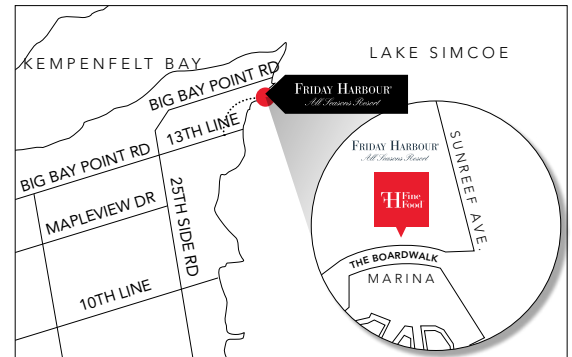 KEMPENFELT BAY
LAKE SIMCOE
BIG BAY POINT RD
FRIDAY HARBOUR
All Seasons Resort
13TH LINE
BIG BAY POINT RD
MAPLEVIEW DR
25TH SIDE RD
10TH LINE
SUNREEF AVE.
FRIDAY HARBOUR
All Seasons Resort
FH Fine
Food
THE BOARDWALK
MARINA